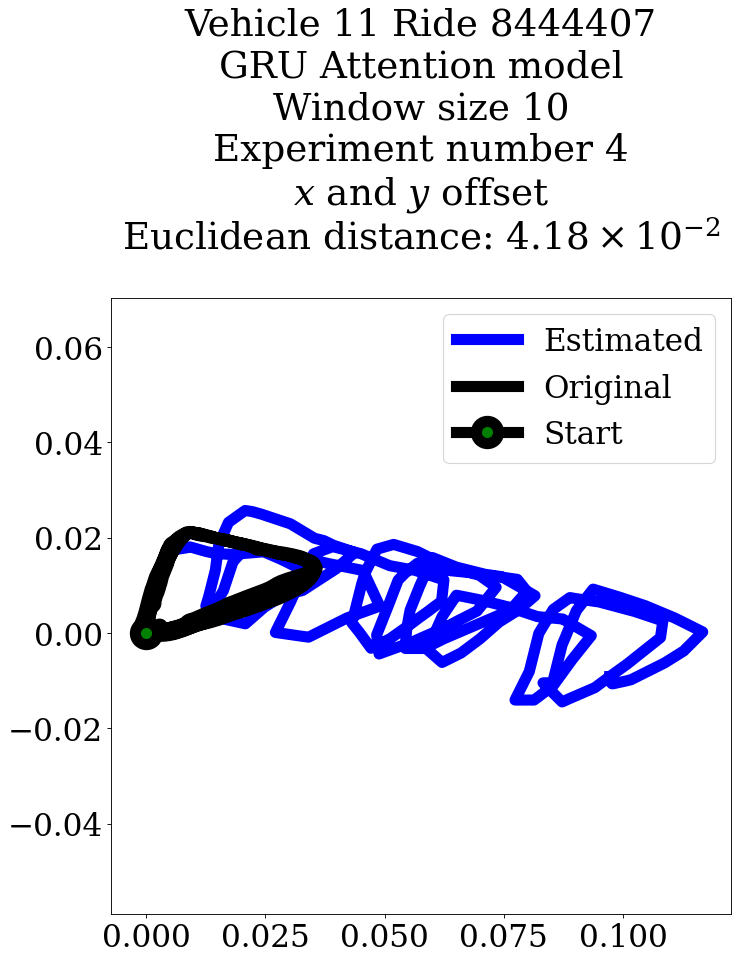 Vehicle 11 Ride 8444407
GRU Attention model
Window size 10
Experiment number 4
x and y offset
Euclidean distance: 4.18 × 10⁻²
Estimated
Original
Start
0.06
0.04
0.02
0.00
−0.02
−0.04
0.000 0.025 0.050 0.075 0.100